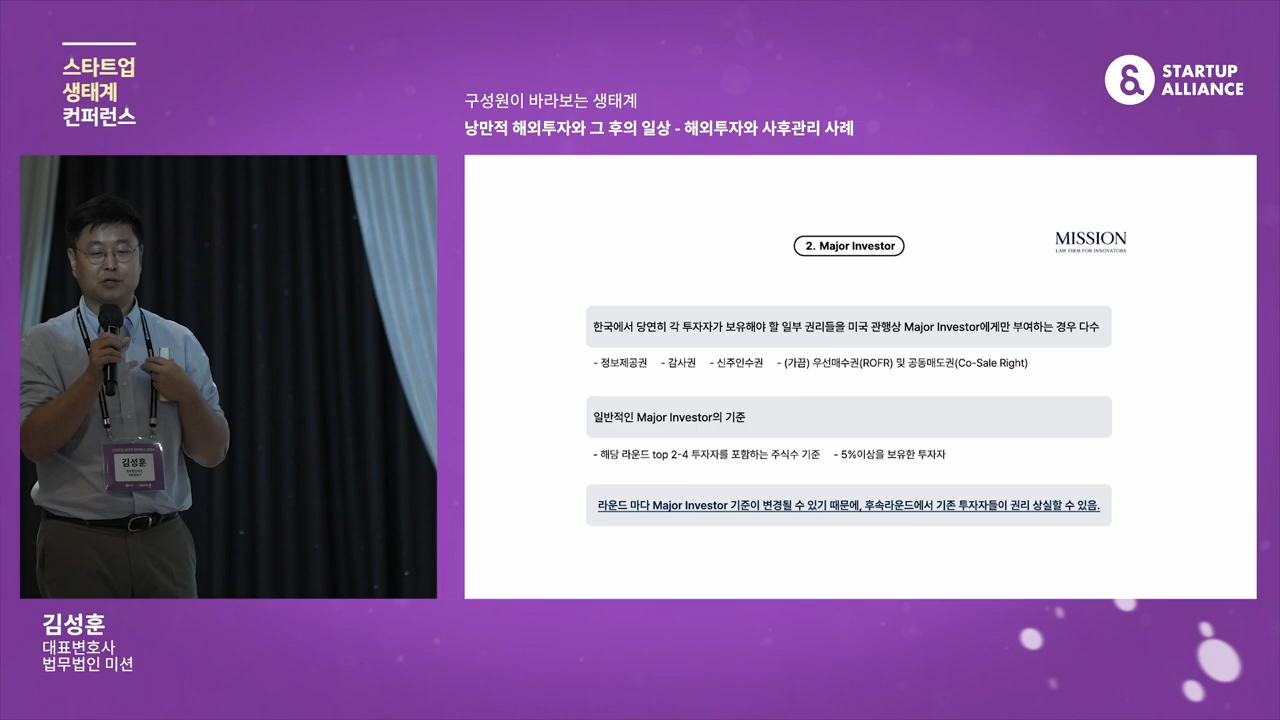 스타트업
생태계
컨퍼런스
STARTUP
ALLIANCE
구성원이 바라보는 생태계
낭만적 해외투자와 그 후의 일상 - 해외투자와 사후관리 사례
2. Major Investor
MISSION
LAW FIRM FOR INNOVATORS
한국에서 당연히 각 투자자가 보유해야 할 일부 권리들을 미국 관행상 Major Investor에게만 부여하는 경우 다수
- 정보제공권 - 감사권 - 신주인수권 - (가끔) 우선매수권(ROFR) 및 공동매도권(Co-Sale Right)
일반적인 Major Investor의 기준
- 해당 라운드 top 2-4 투자자를 포함하는 주식수 기준 - 5%이상을 보유한 투자자
라운드 마다 Major Investor 기준이 변경될 수 있기 때문에, 후속라운드에서 기존 투자자들이 권리 상실할 수 있음.
김성훈
김성훈
대표변호사
법무법인 미션